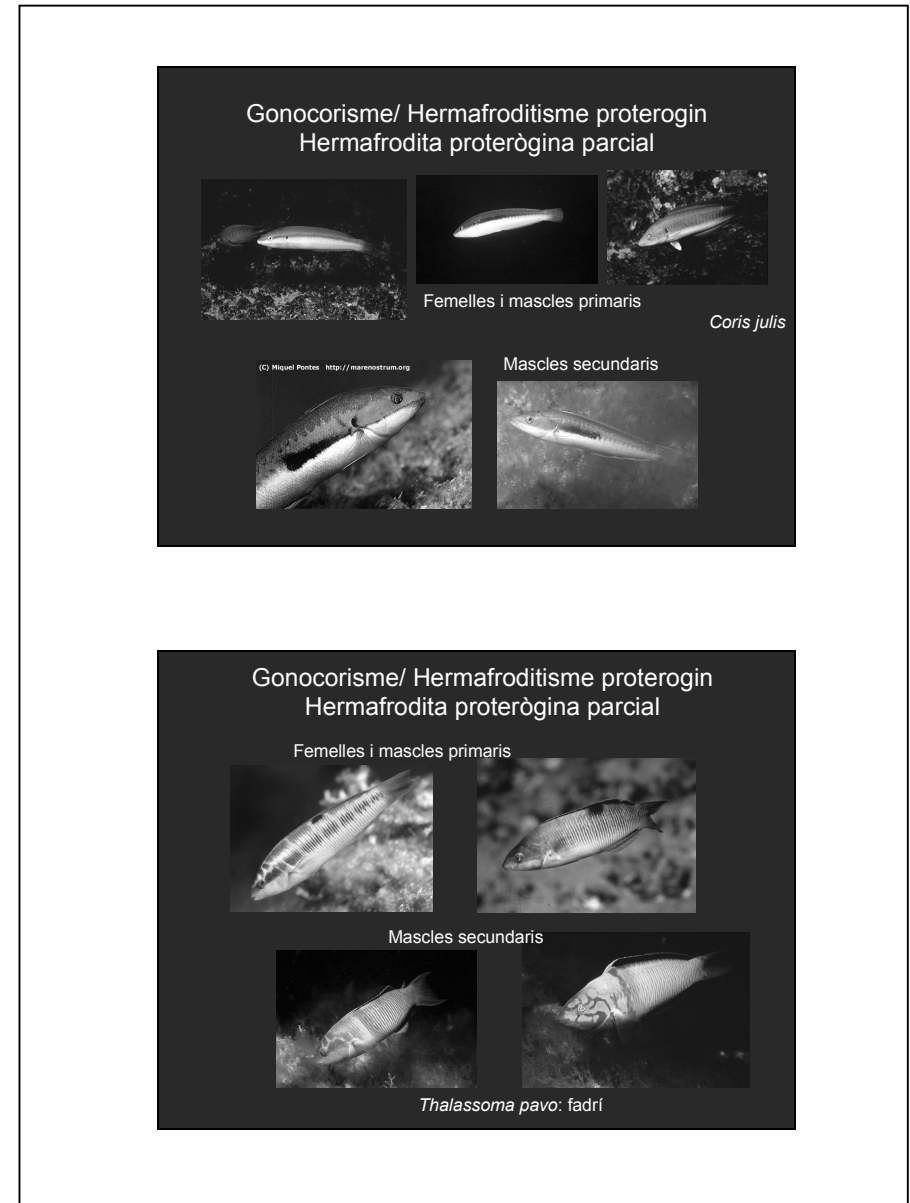 Gonocorisme/ Hermafroditisme proterogin
Hermafrodita proterògina parcial
Femelles i mascles primaris
Coris julis
Mascles secundaris
(C) Miquel Pontes http://marenostrum.org
Gonocorisme/ Hermafroditisme proterogin
Hermafrodita proterògina parcial
Femelles i mascles primaris
Mascles secundaris
Thalassoma pavo: fadrí